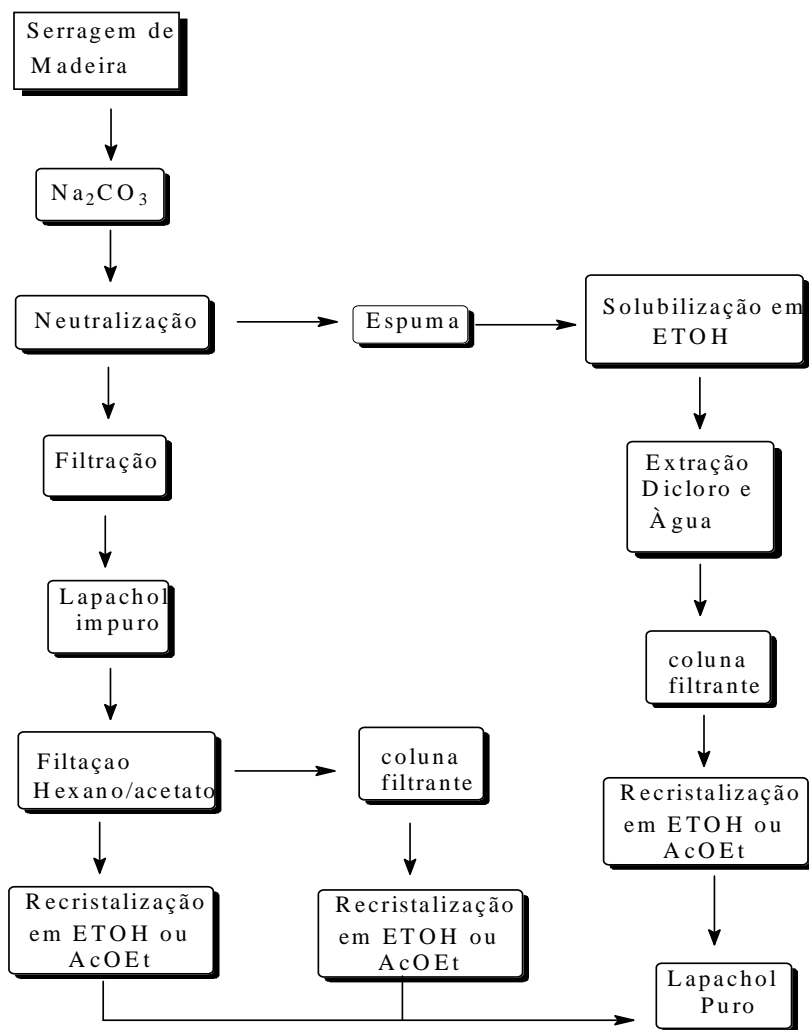 Serragem de
Madeira
Na₂CO₃
Neutralização
Espuma
Solubilização em
ETOH
Filtração
Extração
Dicloro e
Àgua
Lapachol
impuro
coluna
filtrante
Filtaçao
Hexano/acetato
coluna
filtrante
Recristalização
em ETOH ou
AcOEt
Recristalização
em ETOH ou
AcOEt
Recristalização
em ETOH ou
AcOEt
Lapachol
Puro